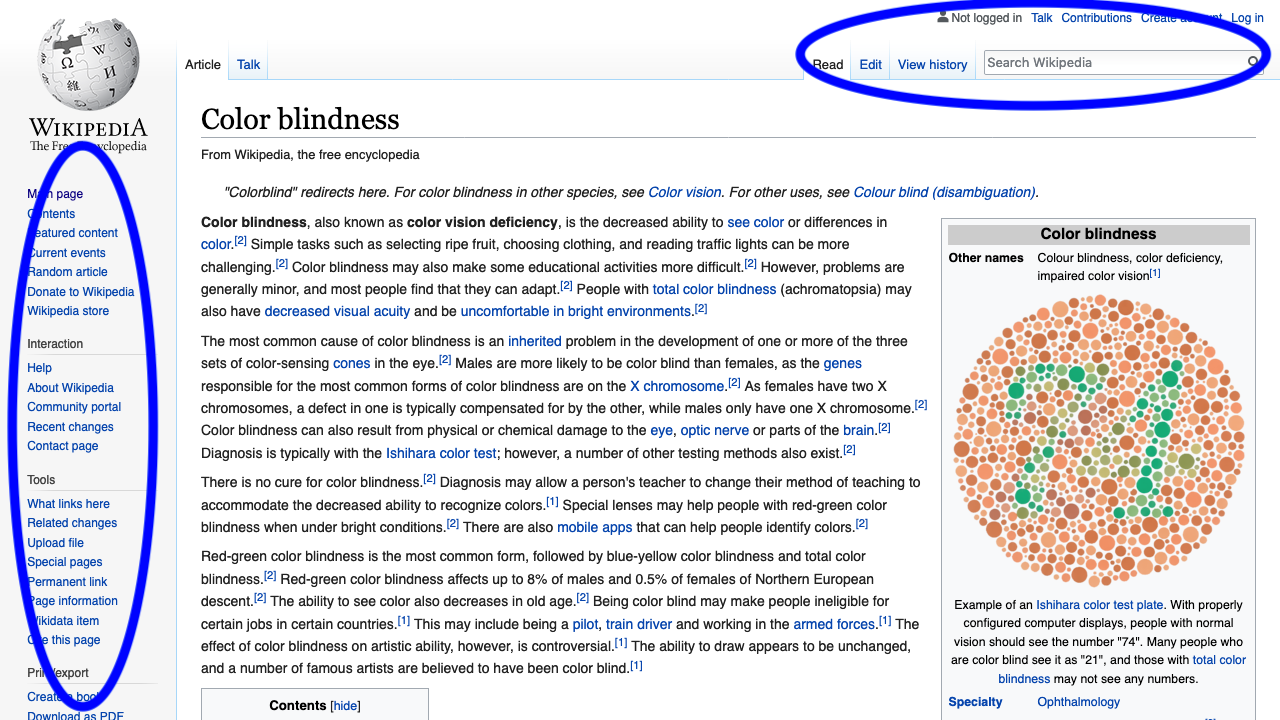 Not logged in Talk Contributions Create account Log in
Article Talk Read Edit View history Search Wikipedia
WIKIPEDIA
The Free Encyclopedia
Main page
Contents
Featured content
Current events
Random article
Donate to Wikipedia
Wikipedia store
Interaction
Help
About Wikipedia
Community portal
Recent changes
Contact page
Tools
What links here
Related changes
Upload file
Special pages
Permanent link
Page information
Wikidata item
Cite this page
Print/export
Create a book
Download as PDF
Color blindness
From Wikipedia, the free encyclopedia
"Colorblind" redirects here. For color blindness in other species, see Color vision. For other uses, see Colour blind (disambiguation).
Color blindness, also known as color vision deficiency, is the decreased ability to see color or differences in
color.[2] Simple tasks such as selecting ripe fruit, choosing clothing, and reading traffic lights can be more
challenging.[2] Color blindness may also make some educational activities more difficult.[2] However, problems are
generally minor, and most people find that they can adapt.[2] People with total color blindness (achromatopsia) may
also have decreased visual acuity and be uncomfortable in bright environments.[2]
The most common cause of color blindness is an inherited problem in the development of one or more of the three
sets of color-sensing cones in the eye.[2] Males are more likely to be color blind than females, as the genes
responsible for the most common forms of color blindness are on the X chromosome.[2] As females have two X
chromosomes, a defect in one is typically compensated for by the other, while males only have one X chromosome.[2]
Color blindness can also result from physical or chemical damage to the eye, optic nerve or parts of the brain.[2]
Diagnosis is typically with the Ishihara color test; however, a number of other testing methods also exist.[2]
There is no cure for color blindness.[2] Diagnosis may allow a person's teacher to change their method of teaching to
accommodate the decreased ability to recognize colors.[1] Special lenses may help people with red-green color
blindness when under bright conditions.[2] There are also mobile apps that can help people identify colors.[2]
Red-green color blindness is the most common form, followed by blue-yellow color blindness and total color
blindness.[2] Red-green color blindness affects up to 8% of males and 0.5% of females of Northern European
descent.[2] The ability to see color also decreases in old age.[2] Being color blind may make people ineligible for
certain jobs in certain countries.[1] This may include being a pilot, train driver and working in the armed forces.[1] The
effect of color blindness on artistic ability, however, is controversial.[1] The ability to draw appears to be unchanged,
and a number of famous artists are believed to have been color blind.[1]
Contents [hide]
Color blindness
Other names Colour blindness, color deficiency,
impaired color vision[1]
74
Example of an Ishihara color test plate. With properly
configured computer displays, people with normal
vision should see the number "74". Many people who
are color blind see it as "21", and those with total color
blindness may not see any numbers.
Specialty Ophthalmology